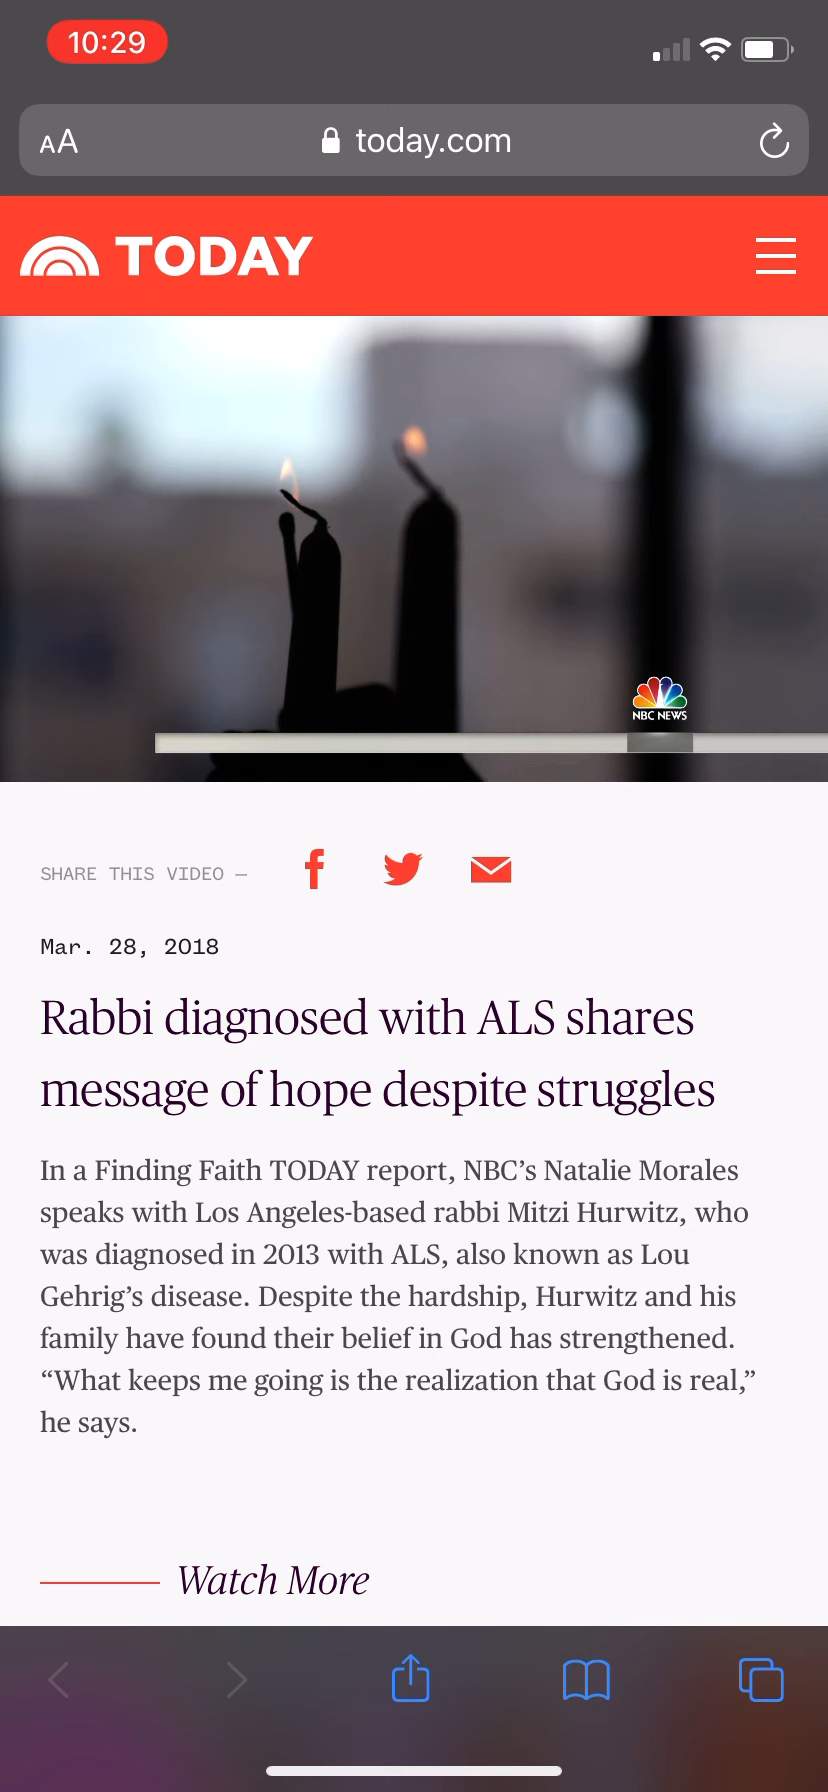 10:29
AA today.com
TODAY
NBC NEWS
SHARE THIS VIDEO —
Mar. 28, 2018
Rabbi diagnosed with ALS shares
message of hope despite struggles
In a Finding Faith TODAY report, NBC’s Natalie Morales
speaks with Los Angeles-based rabbi Mitzi Hurwitz, who
was diagnosed in 2013 with ALS, also known as Lou
Gehrig’s disease. Despite the hardship, Hurwitz and his
family have found their belief in God has strengthened.
“What keeps me going is the realization that God is real,”
he says.
Watch More